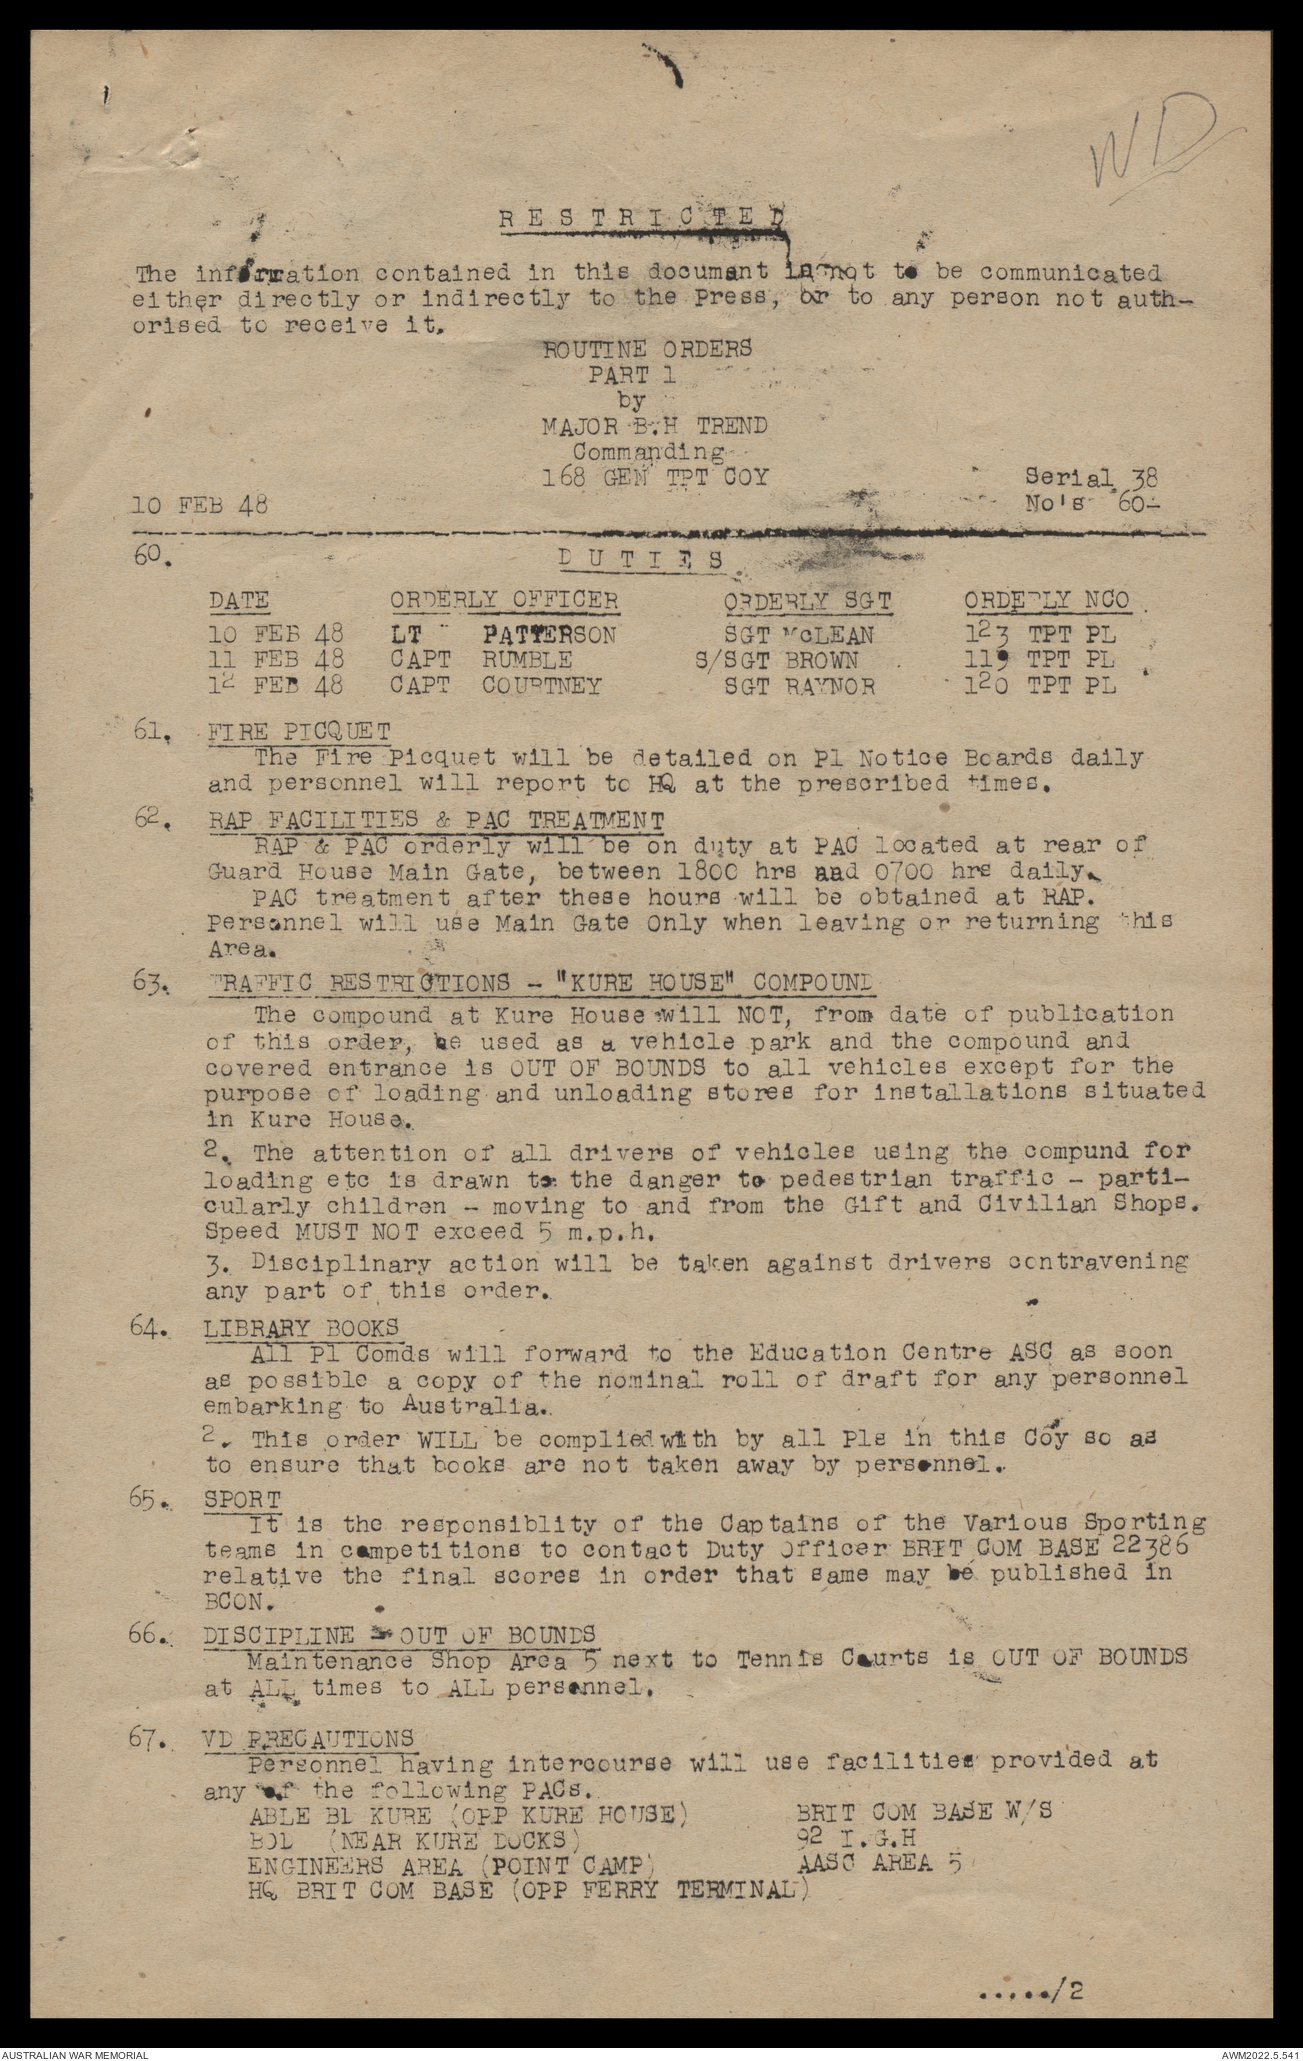 WD
RESTRICTED
The information contained in this document is not to be communicated
either directly or indirectly to the Press, or to any person not auth-
orised to receive it.
ROUTINE ORDERS
PART 1
by
MAJOR B.H TREND
Commanding
168 GEN TPT COY
Serial 38
10 FEB 48
No's 60-
60. DUTIES
DATE ORDERLY OFFICER ORDERLY SGT ORDERLY NCO
10 FEB 48 LT PATTERSON SGT McLEAN 123 TPT PL
11 FEB 48 CAPT RUMBLE S/SGT BROWN 119 TPT PL
12 FEB 48 CAPT COURTNEY SGT RAYNOR 120 TPT PL
61. FIRE PICQUET
The Fire Picquet will be detailed on Pl Notice Boards daily
and personnel will report to HQ at the prescribed times.
62. RAP FACILITIES & PAC TREATMENT
RAP & PAC orderly will be on duty at PAC located at rear of
Guard House Main Gate, between 1800 hrs and 0700 hrs daily.
PAC treatment after these hours will be obtained at RAP.
Personnel will use Main Gate Only when leaving or returning this
Area.
63. TRAFFIC RESTRICTIONS - "KURE HOUSE" COMPOUND
The compound at Kure House will NOT, from date of publication
of this order, be used as a vehicle park and the compound and
covered entrance is OUT OF BOUNDS to all vehicles except for the
purpose of loading and unloading stores for installations situated
in Kure House.
2. The attention of all drivers of vehicles using the compund for
loading etc is drawn to the danger to pedestrian traffic - parti-
cularly children - moving to and from the Gift and Civilian Shops.
Speed MUST NOT exceed 5 m.p.h.
3. Disciplinary action will be taken against drivers contravening
any part of this order.
64. LIBRARY BOOKS
All Pl Comds will forward to the Education Centre ASC as soon
as possible a copy of the nominal roll of draft for any personnel
embarking to Australia.
2. This order WILL be complied with by all Pls in this Coy so as
to ensure that books are not taken away by personnel.
65. SPORT
It is the responsiblity of the Captains of the Various Sporting
teams in competitions to contact Duty Officer BRIT COM BASE 22386
relative the final scores in order that same may be published in
BCON.
66. DISCIPLINE - OUT OF BOUNDS
Maintenance Shop Area 5 next to Tennis Courts is OUT OF BOUNDS
at ALL times to ALL personnel.
67. VD PRECAUTIONS
Personnel having intercourse will use facilities provided at
any of the following PACs.
ABLE BL KURE (OPP KURE HOUSE) BRIT COM BASE W/S
BOD (NEAR KURE DOCKS) 92 I.G.H
ENGINEERS AREA (POINT CAMP) AASC AREA 5
HQ BRIT COM BASE (OPP FERRY TERMINAL)
...../2
AUSTRALIAN WAR MEMORIAL
AWM2022.5.541